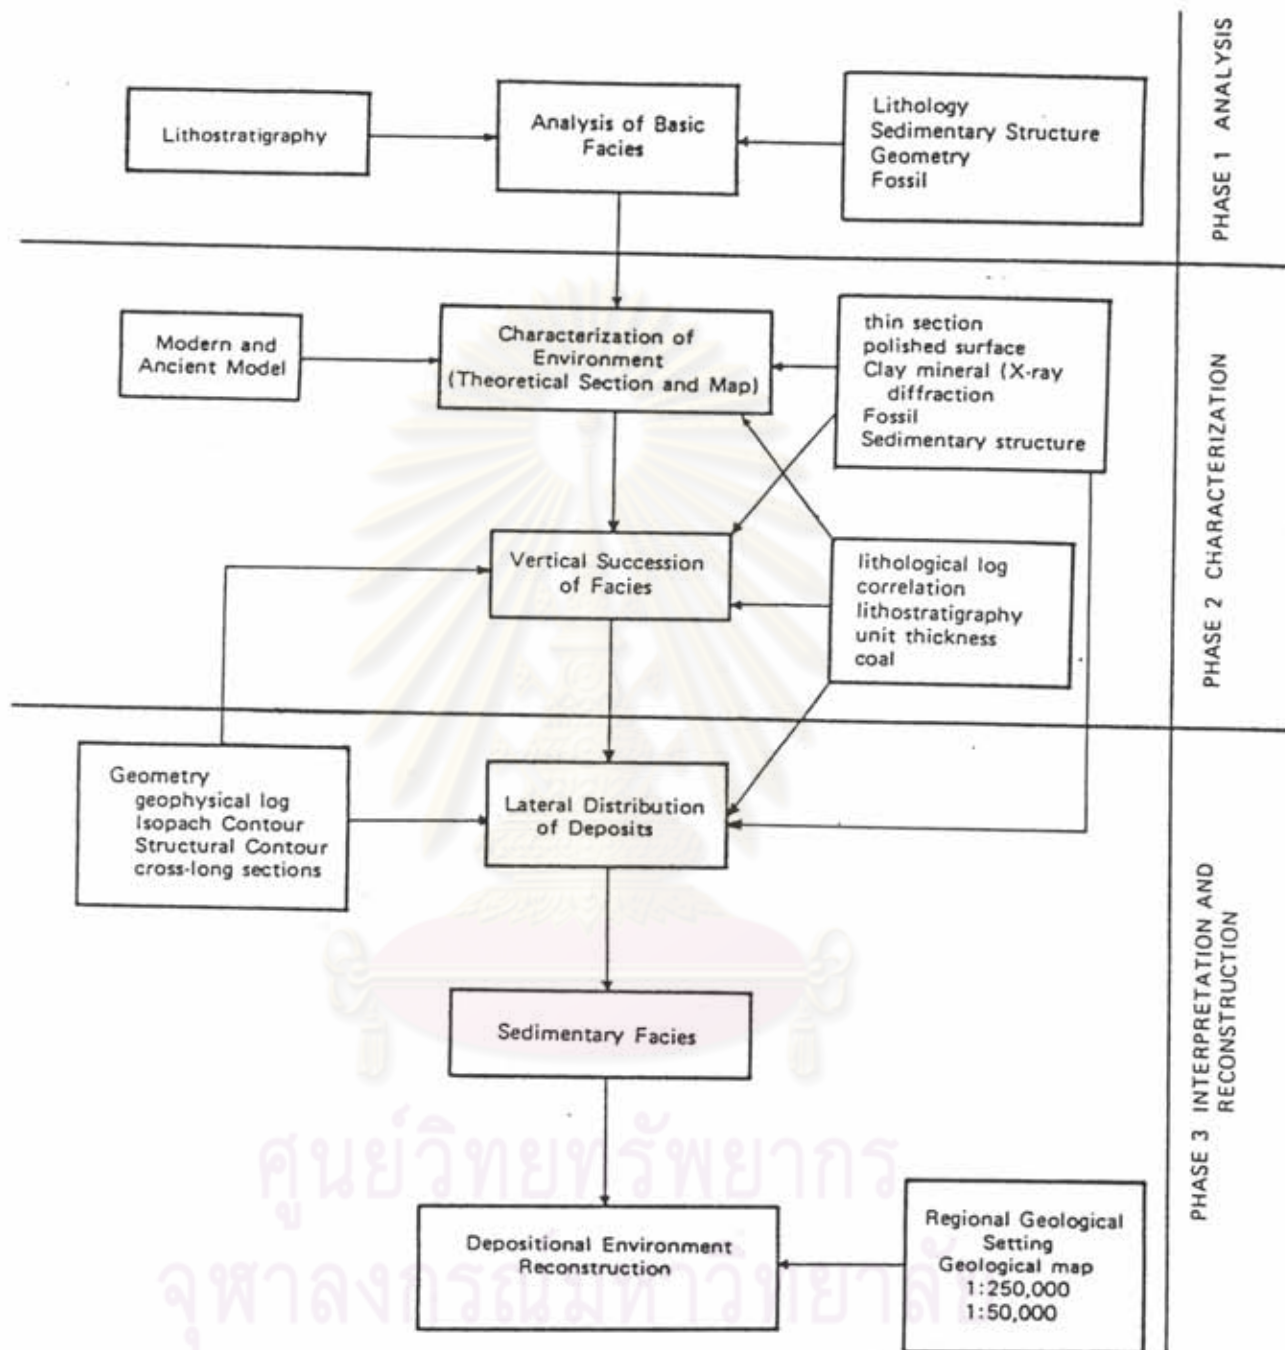 Lithostratigraphy
Analysis of Basic
Facies
Lithology
Sedimentary Structure
Geometry
Fossil
PHASE 1 ANALYSIS
Modern and
Ancient Model
Characterization of
Environment
(Theoretical Section and Map)
thin section
polished surface
Clay mineral (X-ray
diffraction
Fossil
Sedimentary structure
Vertical Succession
of Facies
lithological log
correlation
lithostratigraphy
unit thickness
coal
PHASE 2 CHARACTERIZATION
Geometry
geophysical log
Isopach Contour
Structural Contour
cross-long sections
Lateral Distribution
of Deposits
Sedimentary Facies
Depositional Environment
Reconstruction
Regional Geological
Setting
Geological map
1:250,000
1:50,000
PHASE 3 INTERPRETATION AND
RECONSTRUCTION
ศูนย์วิทยทรัพยากร
จุฬาลงกรณ์มหาวิทยาลัย